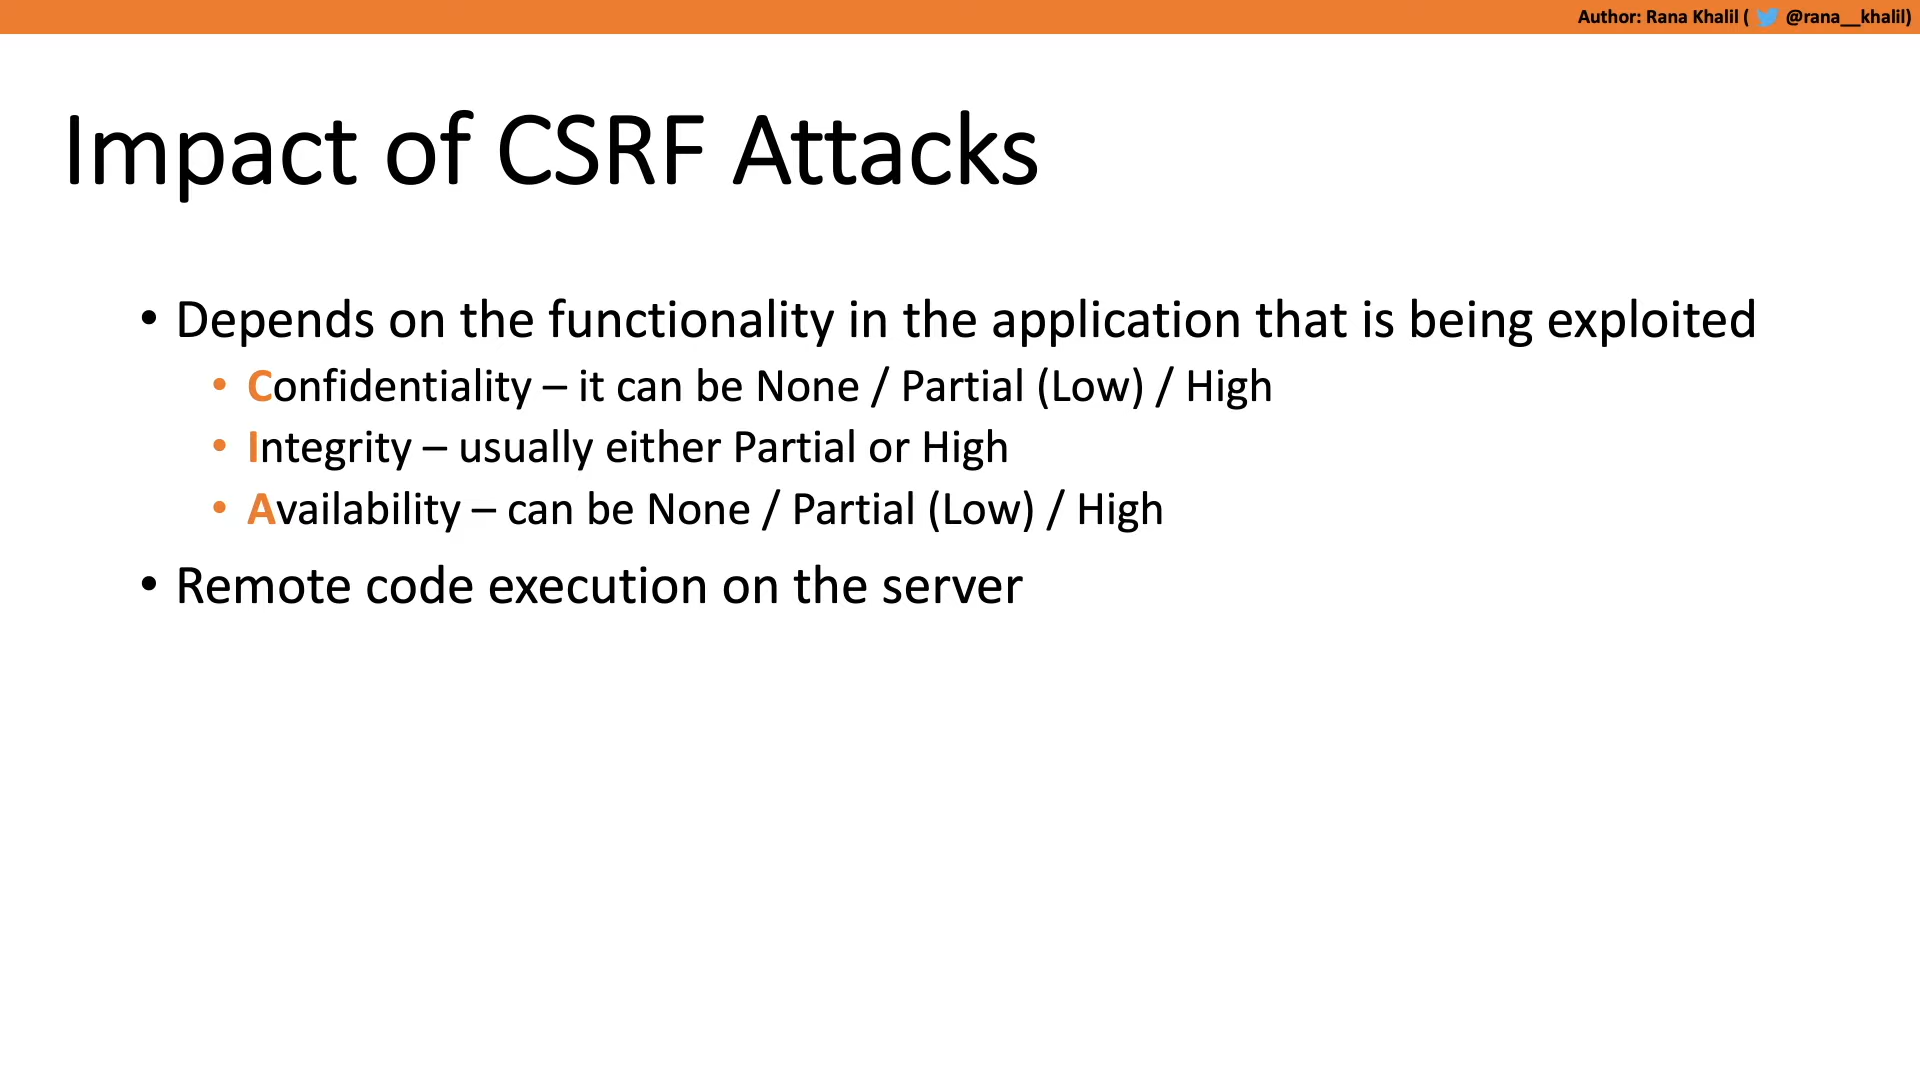 Author: Rana Khalil ( @rana__khalil)
Impact of CSRF Attacks
• Depends on the functionality in the application that is being exploited
• Confidentiality – it can be None / Partial (Low) / High
• Integrity – usually either Partial or High
• Availability – can be None / Partial (Low) / High
• Remote code execution on the server